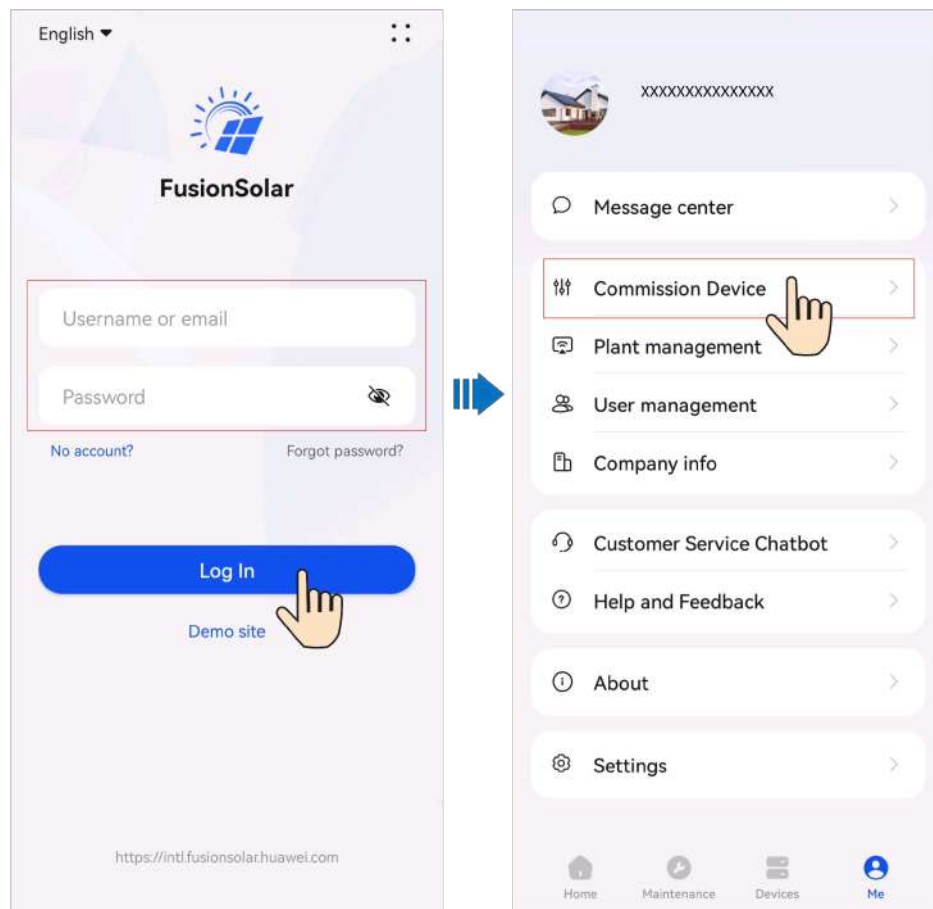 English
FusionSolar
Username or email
Password
No account?
Forgot password?
Log In
Demo site
https://intl.fusionsolar.huawei.com
xxxxxxxxxxxxxxx
Message center
Commission Device
Plant management
User management
Company info
Customer Service Chatbot
Help and Feedback
About
Settings
Home
Maintenance
Devices
Me